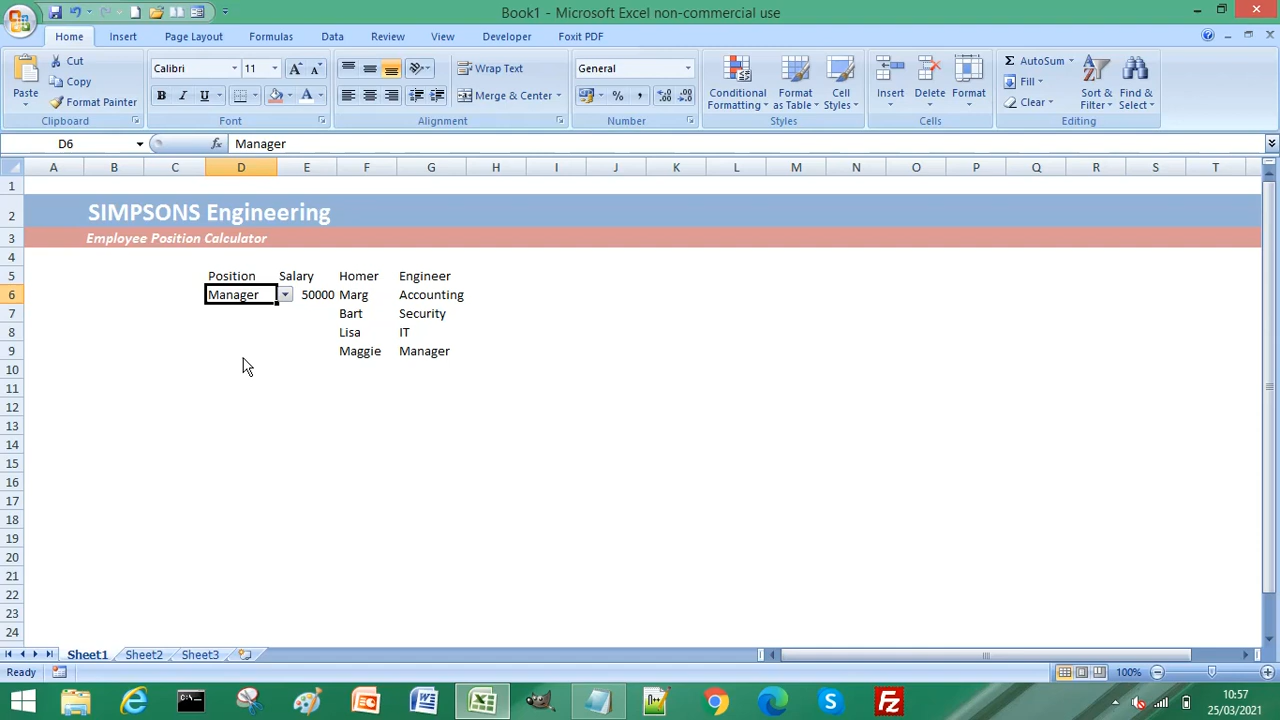 Book1 - Microsoft Excel non-commercial use
Home Insert Page Layout Formulas Data Review View Developer Foxit PDF
Paste Cut Copy Format Painter Clipboard
Calibri 11 A A B I U A Font
Wrap Text Merge & Center Alignment
General % , Number
Conditional Formatting Format as Table Cell Styles Styles
Insert Delete Format Cells
Σ AutoSum Fill Clear Sort & Filter Find & Select Editing
D6 fx Manager
A B C D E F G H I J K L M N O P Q R S T
1
2 SIMPSONS Engineering
3 Employee Position Calculator
4
5 Position Salary Homer Engineer
6 Manager 50000 Marg Accounting
7 Bart Security
8 Lisa IT
9 Maggie Manager
10
11
12
13
14
15
16
17
18
19
20
21
22
23
24
Sheet1 Sheet2 Sheet3
Ready 100%
10:57
25/03/2021